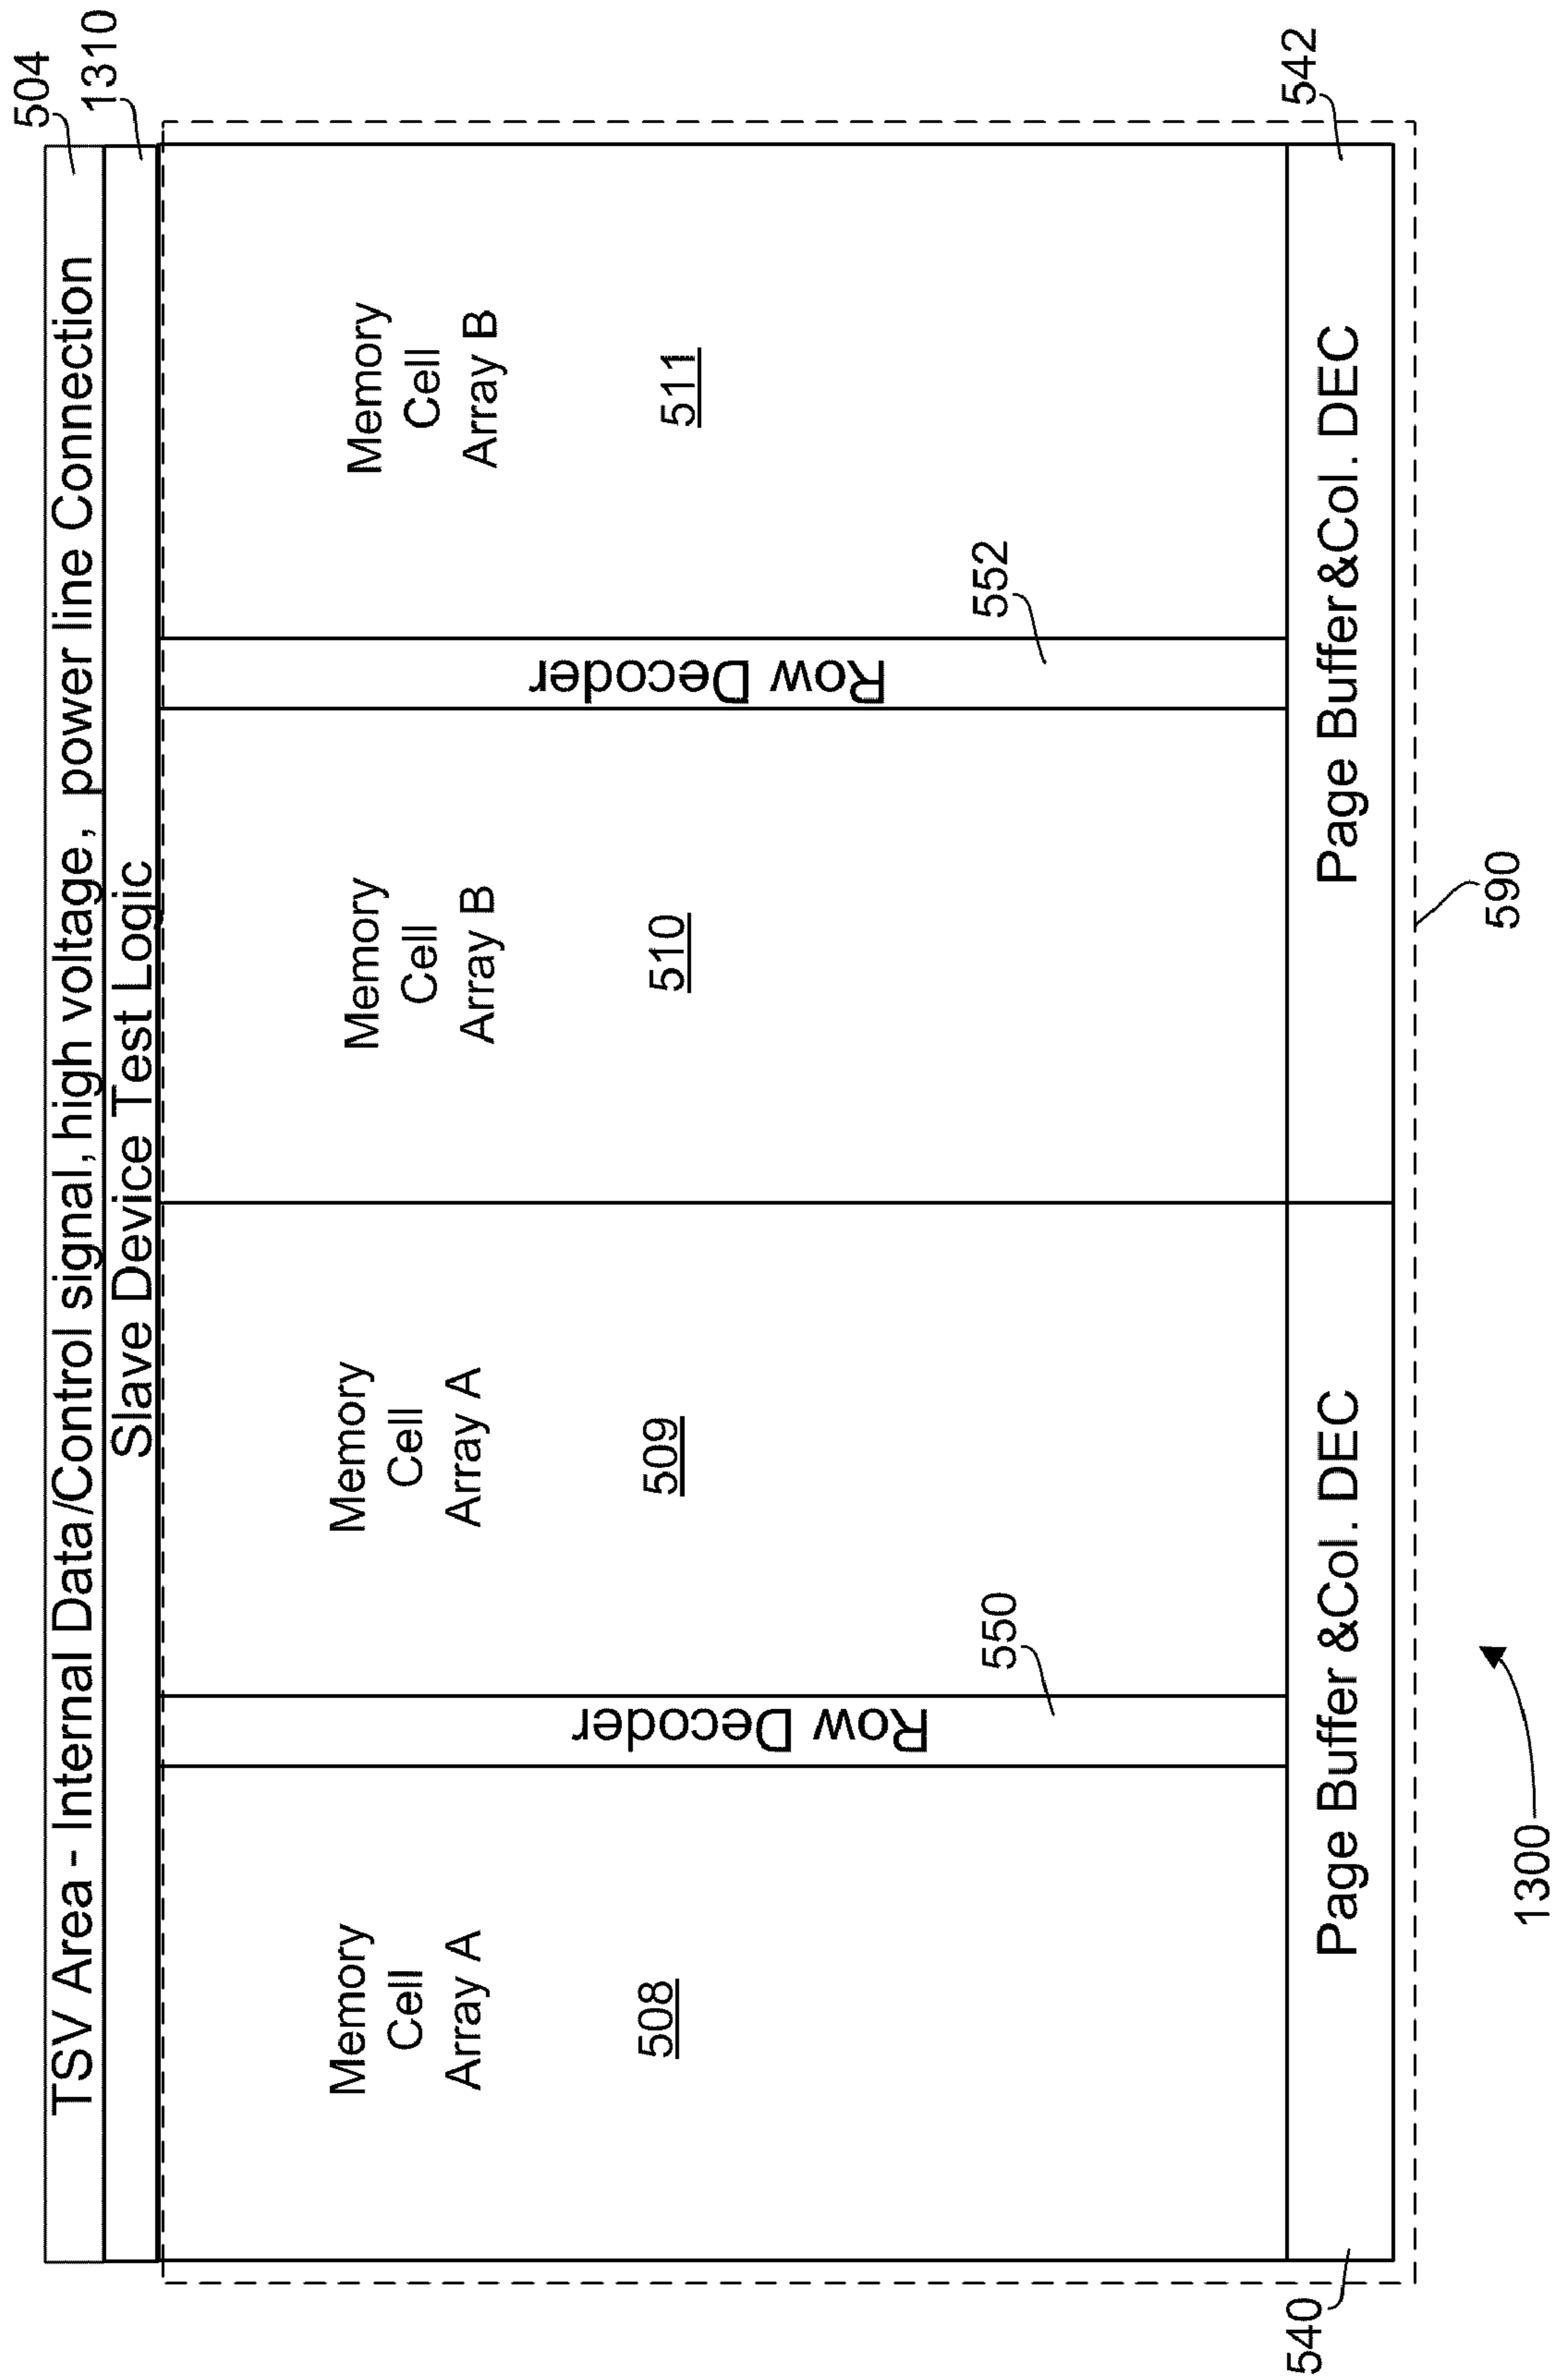 504
1310
TSV Area - Internal Data/Control signal, high voltage, power line Connection
Slave Device Test Logic
Memory
Cell
Array A
508
Row Decoder
550
Memory
Cell
Array A
509
Memory
Cell
Array B
510
Row Decoder
552
Memory
Cell
Array B
511
Page Buffer &Col. DEC
Page Buffer&Col. DEC
540
542
590
1300